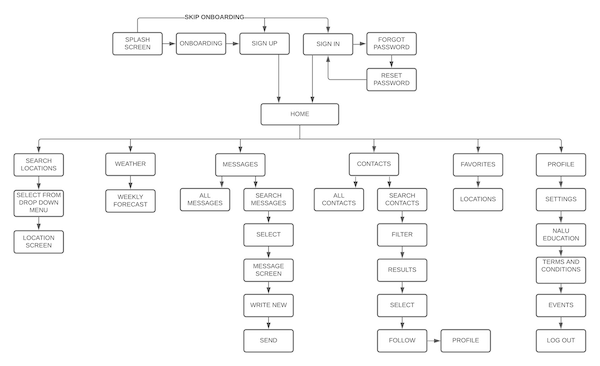 SKIP ONBOARDING
SPLASH
SCREEN
ONBOARDING
SIGN UP
SIGN IN
FORGOT
PASSWORD
RESET
PASSWORD
HOME
SEARCH
LOCATIONS
WEATHER
MESSAGES
CONTACTS
FAVORITES
PROFILE
SELECT FROM
DROP DOWN
MENU
WEEKLY
FORECAST
ALL
MESSAGES
SEARCH
MESSAGES
ALL
CONTACTS
SEARCH
CONTACTS
LOCATIONS
SETTINGS
LOCATION
SCREEN
SELECT
FILTER
NALU
EDUCATION
MESSAGE
SCREEN
RESULTS
TERMS AND
CONDITIONS
WRITE NEW
SELECT
EVENTS
SEND
FOLLOW
PROFILE
LOG OUT